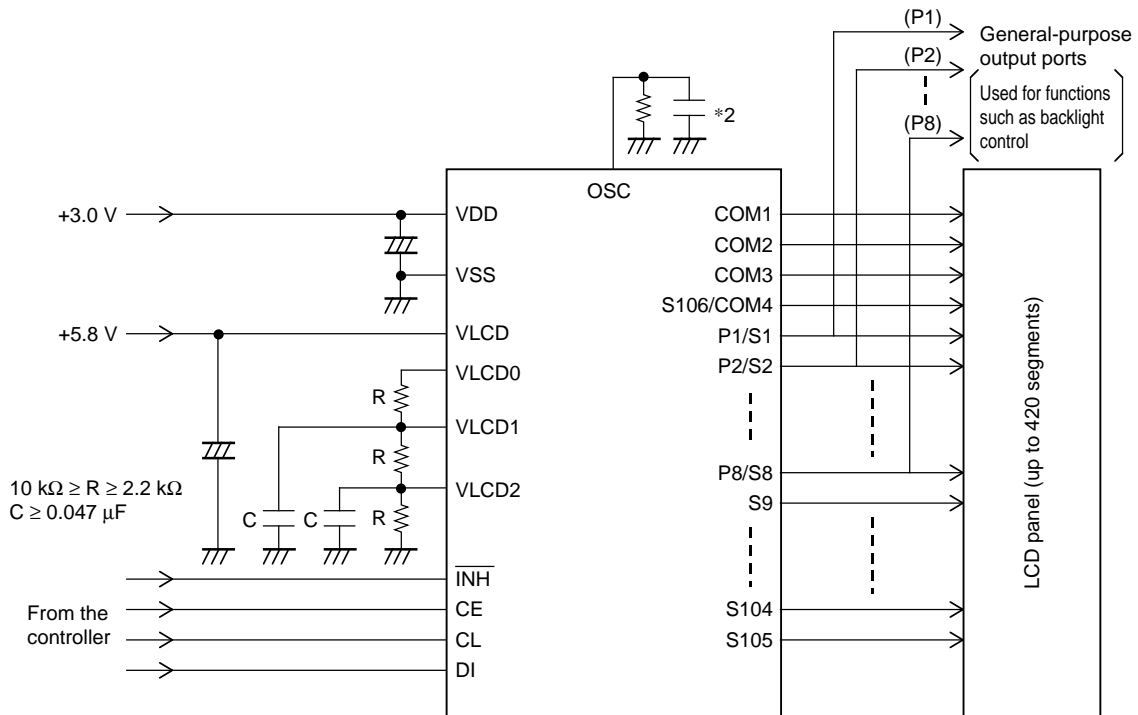 (P1)
General-purpose
output ports
(P2)
Used for functions
such as backlight
control
(P8)
*2
OSC
+3.0 V
VDD
COM1
COM2
VSS
COM3
S106/COM4
+5.8 V
VLCD
P1/S1
P2/S2
VLCD0
R
VLCD1
R
VLCD2
P8/S8
10 kΩ ≥ R ≥ 2.2 kΩ
C ≥ 0.047 μF
C
C
R
S9
INH
From the
controller
CE
S104
CL
S105
DI
LCD panel (up to 420 segments)